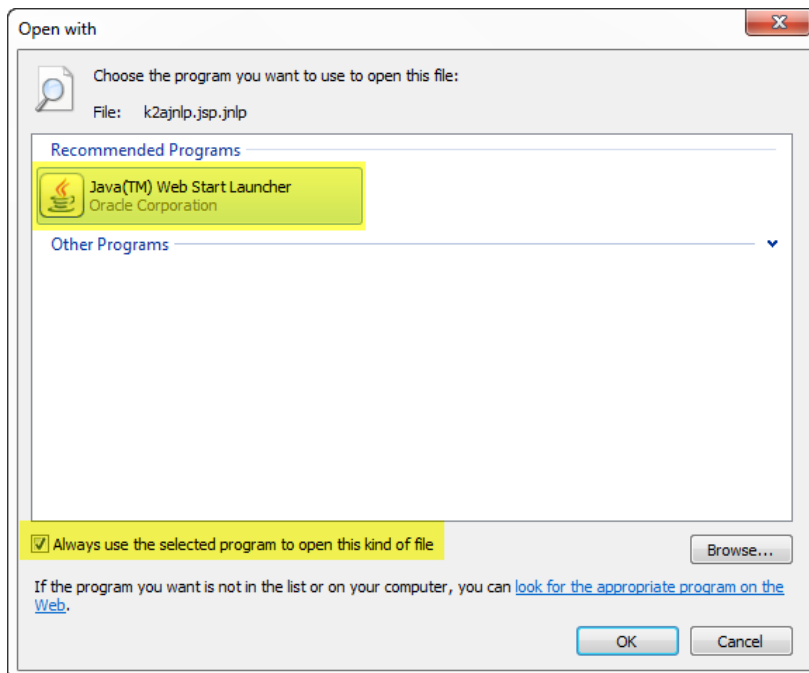 Open with
Choose the program you want to use to open this file:
File: k2ajnlp.jsp.jnlp
Recommended Programs
Java(TM) Web Start Launcher
Oracle Corporation
Other Programs
Always use the selected program to open this kind of file
Browse...
If the program you want is not in the list or on your computer, you can look for the appropriate program on the
Web.
OK Cancel